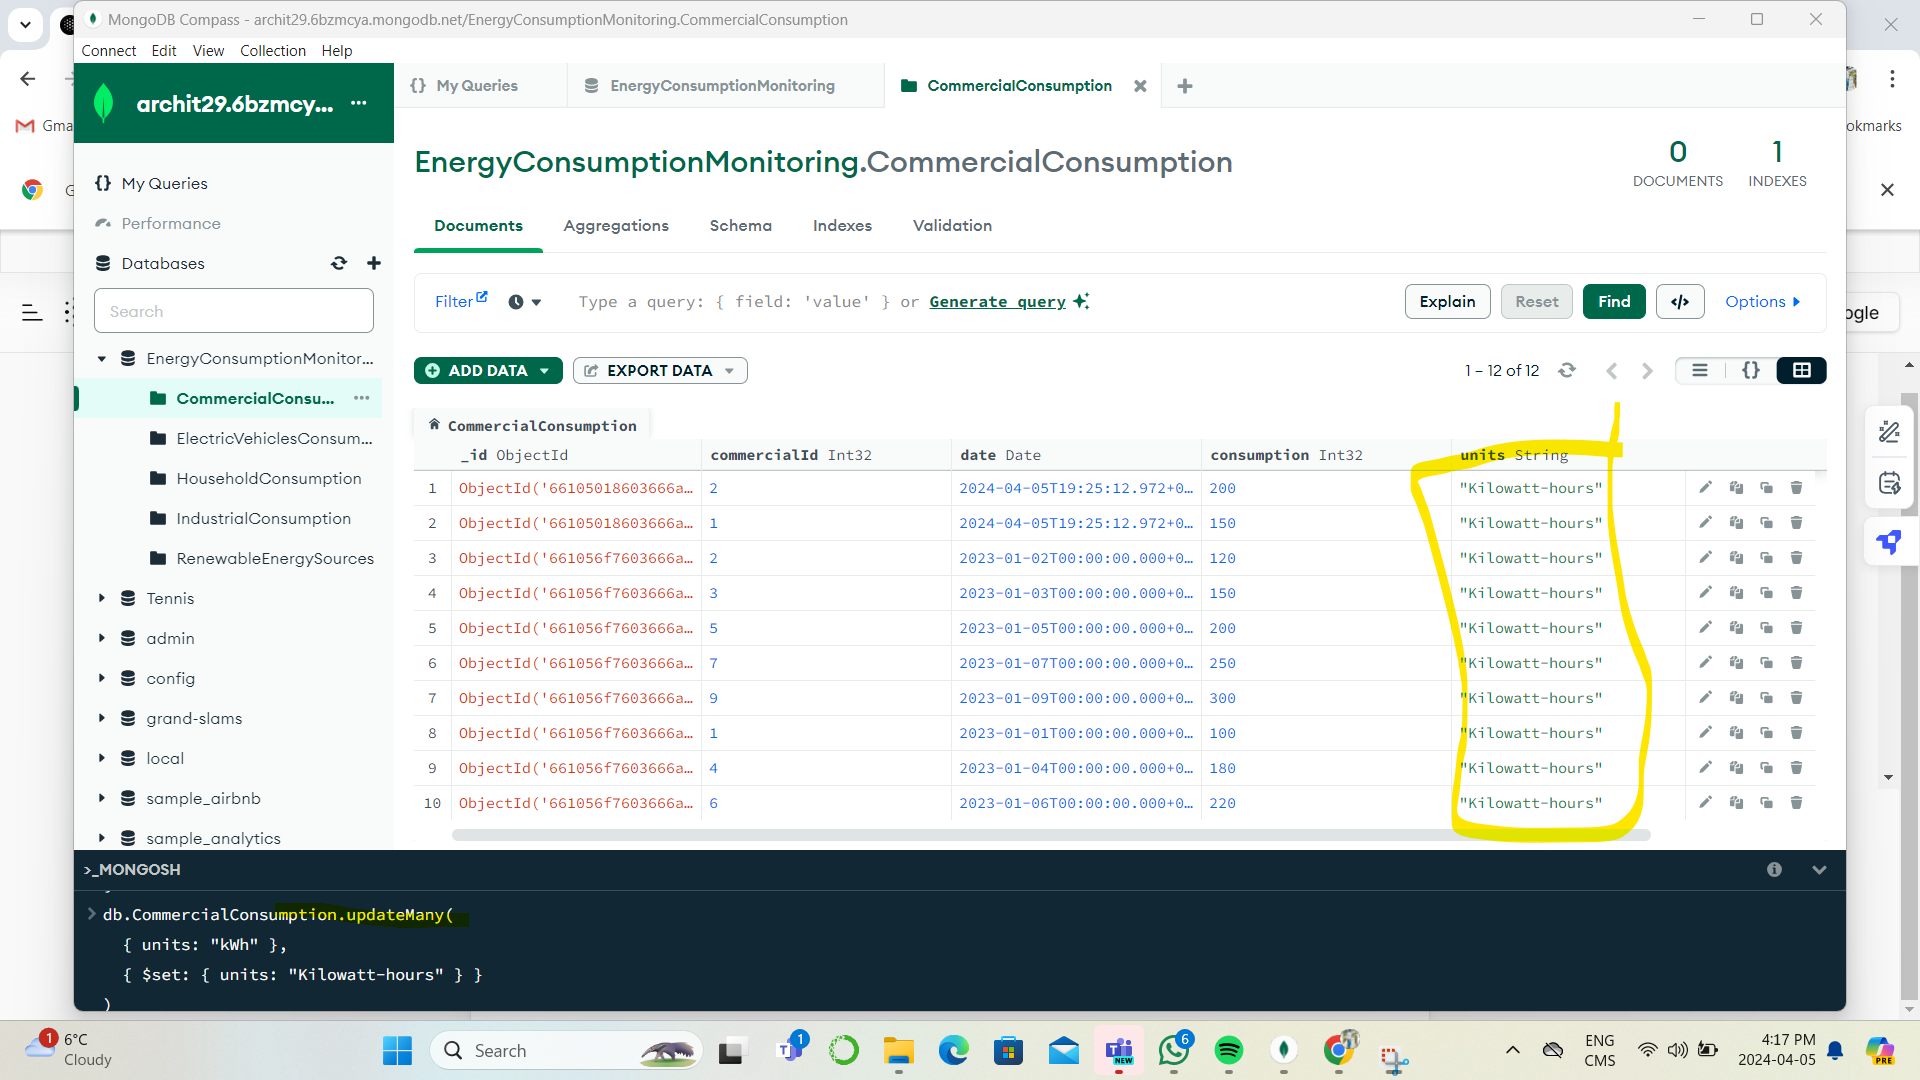 MongoDB Compass - archit29.6bzmcya.mongodb.net/EnergyConsumptionMonitoring.CommercialConsumption
Connect Edit View Collection Help
archit29.6bzmcy... ...
{} My Queries
EnergyConsumptionMonitoring
CommercialConsumption
Gma
okmarks
EnergyConsumptionMonitoring.CommercialConsumption
0
DOCUMENTS
1
INDEXES
{} My Queries
Performance
Databases
Search
Documents Aggregations Schema Indexes Validation
Filter
Type a query: { field: 'value' } or Generate query
Explain Reset Find </> Options
ogle
ADD DATA
EXPORT DATA
1 – 12 of 12
{}
EnergyConsumptionMonitor...
CommercialConsu... ...
ElectricVehiclesConsum...
HouseholdConsumption
IndustrialConsumption
RenewableEnergySources
Tennis
admin
config
grand-slams
local
sample_airbnb
sample_analytics
CommercialConsumption
_id ObjectId commercialId Int32 date Date consumption Int32 units String
1 ObjectId('66105018603666a... 2 2024-04-05T19:25:12.972+0... 200 "Kilowatt-hours"
2 ObjectId('66105018603666a... 1 2024-04-05T19:25:12.972+0... 150 "Kilowatt-hours"
3 ObjectId('661056f7603666a... 2 2023-01-02T00:00:00.000+0... 120 "Kilowatt-hours"
4 ObjectId('661056f7603666a... 3 2023-01-03T00:00:00.000+0... 150 "Kilowatt-hours"
5 ObjectId('661056f7603666a... 5 2023-01-05T00:00:00.000+0... 200 "Kilowatt-hours"
6 ObjectId('661056f7603666a... 7 2023-01-07T00:00:00.000+0... 250 "Kilowatt-hours"
7 ObjectId('661056f7603666a... 9 2023-01-09T00:00:00.000+0... 300 "Kilowatt-hours"
8 ObjectId('661056f7603666a... 1 2023-01-01T00:00:00.000+0... 100 "Kilowatt-hours"
9 ObjectId('661056f7603666a... 4 2023-01-04T00:00:00.000+0... 180 "Kilowatt-hours"
10 ObjectId('661056f7603666a... 6 2023-01-06T00:00:00.000+0... 220 "Kilowatt-hours"
>_MONGOSH
> db.CommercialConsumption.updateMany(
{ units: "kWh" },
{ $set: { units: "Kilowatt-hours" } }
)
1
6°C
Cloudy
Search
1
NEW
6
ENG
CMS
4:17 PM
2024-04-05
PRE